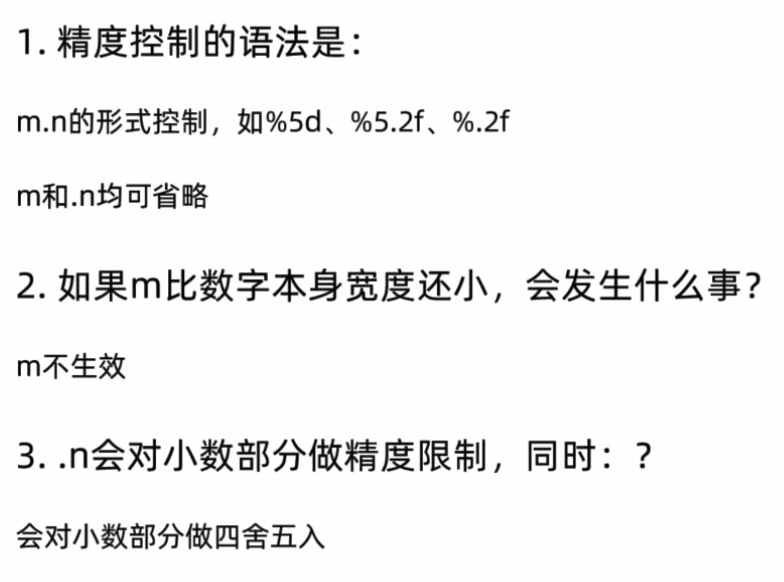 1. 精度控制的语法是：
m.n的形式控制，如%5d、%5.2f、%.2f
m和.n均可省略
2. 如果m比数字本身宽度还小，会发生什么事？
m不生效
3. .n会对小数部分做精度限制，同时：？
会对小数部分做四舍五入